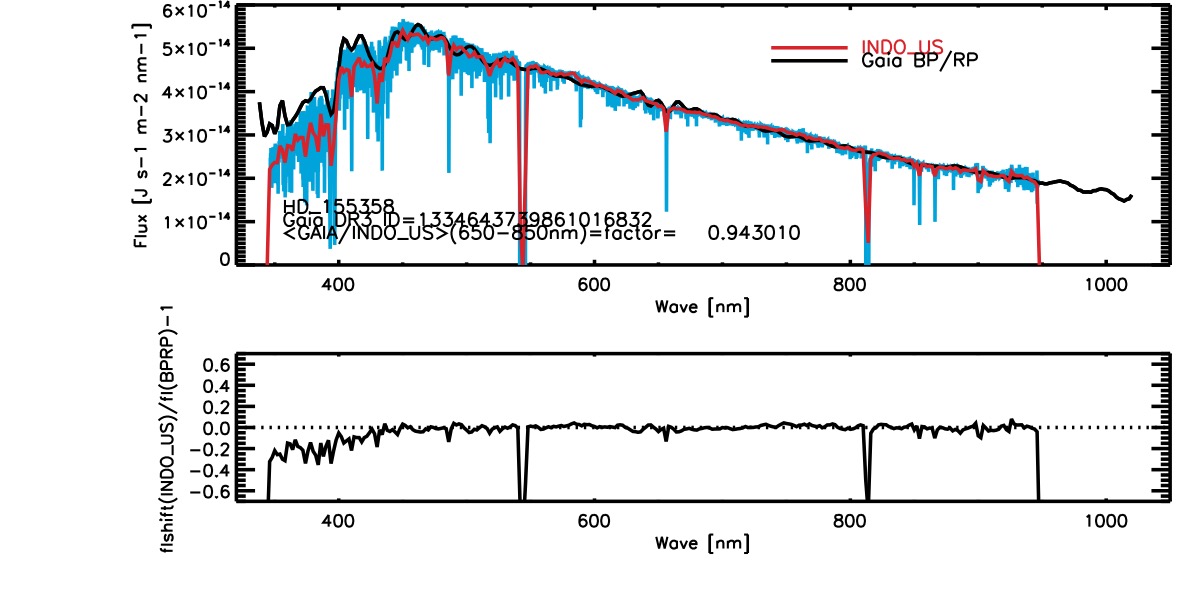 6×10−14
5×10−14
4×10−14
3×10−14
2×10−14
1×10−14
0
Flux [J s−1 m−2 nm−1]
INDO_US
Gaia BP/RP
HD_155358
Gaia DR3 ID=1334643739861016832
<GAIA/INDO_US>(650−850nm)=factor= 0.943010
400 600 800 1000
Wave [nm]
flshift(INDO_US)/fl(BPRP)−1
0.6
0.4
0.2
0.0
−0.2
−0.4
−0.6
400 600 800 1000
Wave [nm]